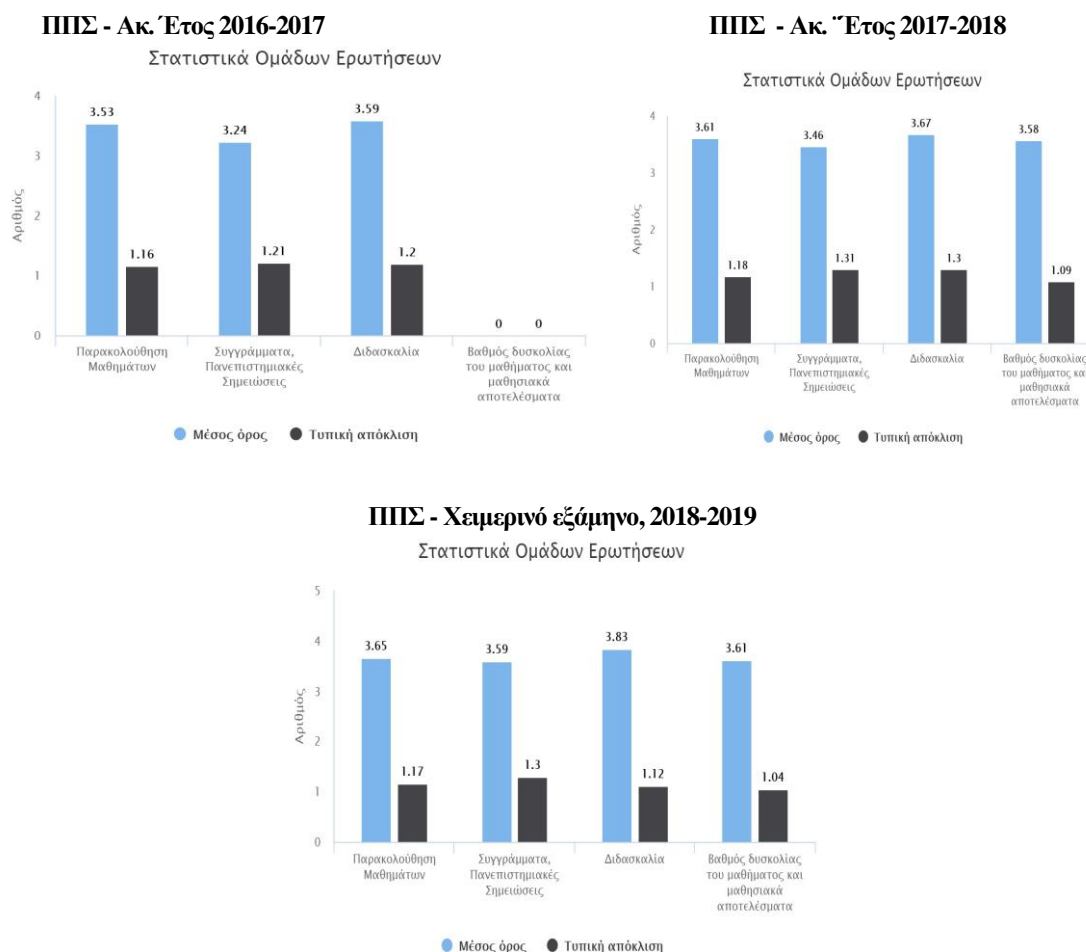 ΠΠΣ - Ακ. Έτος 2016-2017
Στατιστικά Ομάδων Ερωτήσεων
4
3
2
1
0
Αριθμός
3.53
1.16
3.24
1.21
3.59
1.2
0
0
Παρακολούθηση
Μαθημάτων
Συγγράμματα,
Πανεπιστημιακές
Σημειώσεις
Διδασκαλία
Βαθμός δυσκολίας
του μαθήματος και
μαθησιακά
αποτελέσματα
Μέσος όρος
Τυπική απόκλιση
ΠΠΣ - Ακ. ¨Έτος 2017-2018
Στατιστικά Ομάδων Ερωτήσεων
4
3
2
1
0
Αριθμός
3.61
1.18
3.46
1.31
3.67
1.3
3.58
1.09
Παρακολούθηση
Μαθημάτων
Συγγράμματα,
Πανεπιστημιακές
Σημειώσεις
Διδασκαλία
Βαθμός δυσκολίας
του μαθήματος και
μαθησιακά
αποτελέσματα
Μέσος όρος
Τυπική απόκλιση
ΠΠΣ - Χειμερινό εξάμηνο, 2018-2019
Στατιστικά Ομάδων Ερωτήσεων
5
4
3
2
1
0
Αριθμός
3.65
1.17
3.59
1.3
3.83
1.12
3.61
1.04
Παρακολούθηση
Μαθημάτων
Συγγράμματα,
Πανεπιστημιακές
Σημειώσεις
Διδασκαλία
Βαθμός δυσκολίας
του μαθήματος και
μαθησιακά
αποτελέσματα
Μέσος όρος
Τυπική απόκλιση